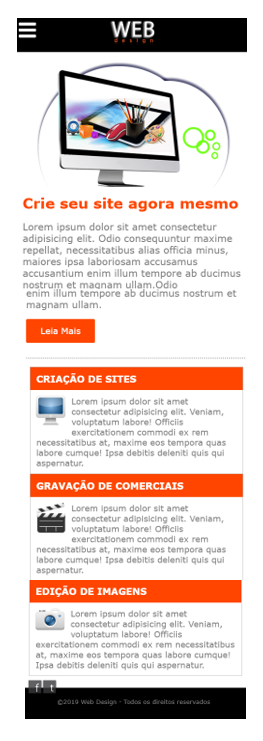 WEB
design
Crie seu site agora mesmo
Lorem ipsum dolor sit amet consectetur
adipisicing elit. Odio consequuntur maxime
repellat, necessitatibus alias officia minus,
maiores ipsa laboriosam accusamus
accusantium enim illum tempore ab ducimus
nostrum et magnam ullam.Odio
enim illum tempore ab ducimus nostrum et
magnam ullam.
Leia Mais
CRIAÇÃO DE SITES
Lorem ipsum dolor sit amet
consectetur adipisicing elit. Veniam,
voluptatum labore! Officiis
exercitationem commodi ex rem
necessitatibus at, maxime eos tempora quas
labore cumque! Ipsa debitis deleniti quis qui
aspernatur.
GRAVAÇÃO DE COMERCIAIS
Lorem ipsum dolor sit amet
consectetur adipisicing elit. Veniam,
voluptatum labore! Officiis
exercitationem commodi ex rem
necessitatibus at, maxime eos tempora quas
labore cumque! Ipsa debitis deleniti quis qui
aspernatur.
EDIÇÃO DE IMAGENS
Lorem ipsum dolor sit amet
consectetur adipisicing elit. Veniam,
voluptatum labore! Officiis
exercitationem commodi ex rem necessitatibus
at, maxime eos tempora quas labore cumque!
Ipsa debitis deleniti quis qui aspernatur.
f t
©2019 Web Design - Todos os direitos reservados